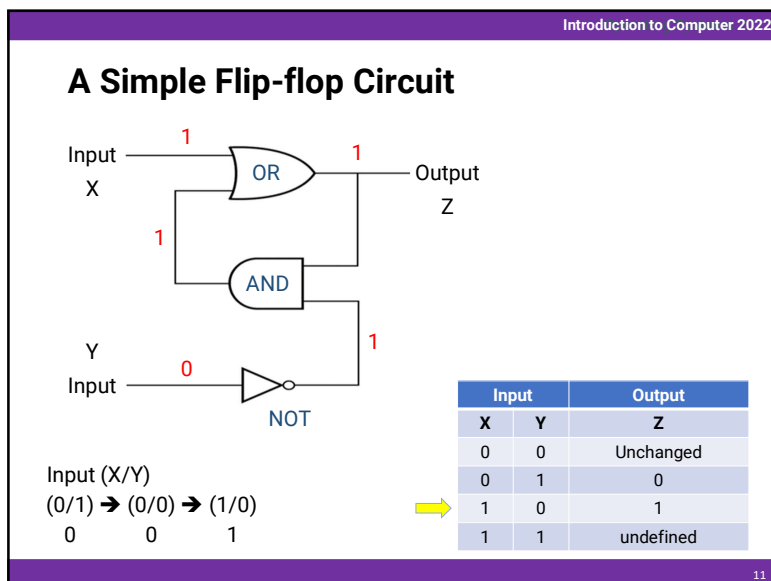 Introduction to Computer 2022
A Simple Flip-flop Circuit
1
1
Input
OR
Output
X
Z
1
AND
1
Y
0
Input
NOT
Input Output
X Y Z
0 0 Unchanged
0 1 0
1 0 1
1 1 undefined
Input (X/Y)
(0/1) ➔ (0/0) ➔ (1/0)
0 0 1
11